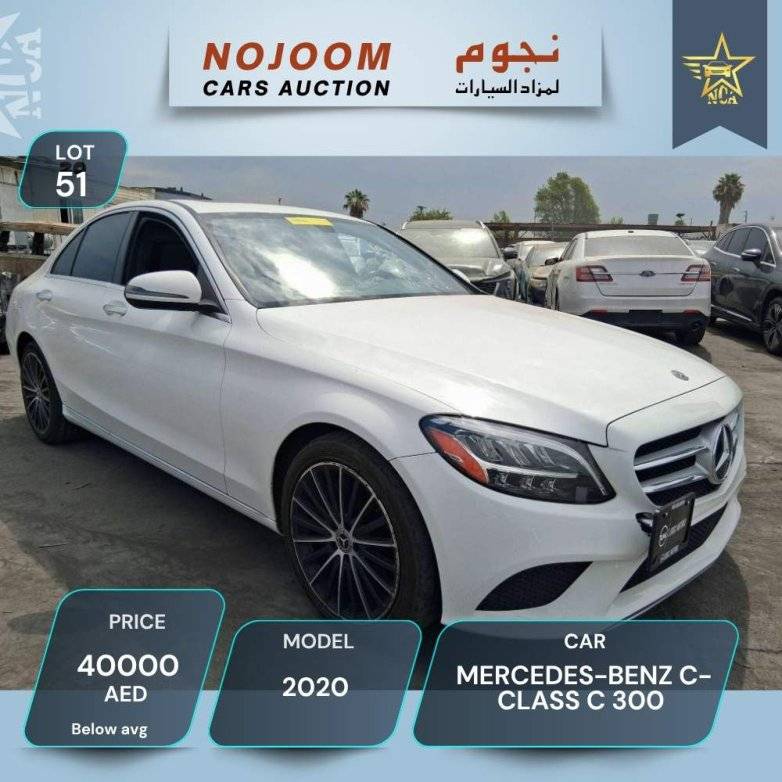 NOJOOM
CARS AUCTION
نجوم
لمزاد السيارات
NCA
NCA
LOT
51
PRICE
40000
AED
Below avg
MODEL
2020
CAR
MERCEDES-BENZ C-
CLASS C 300